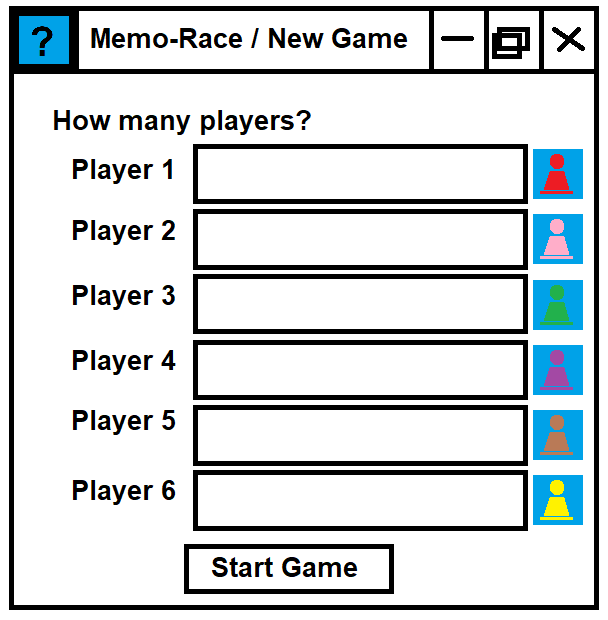 ? Memo-Race / New Game
How many players?
Player 1
Player 2
Player 3
Player 4
Player 5
Player 6
Start Game